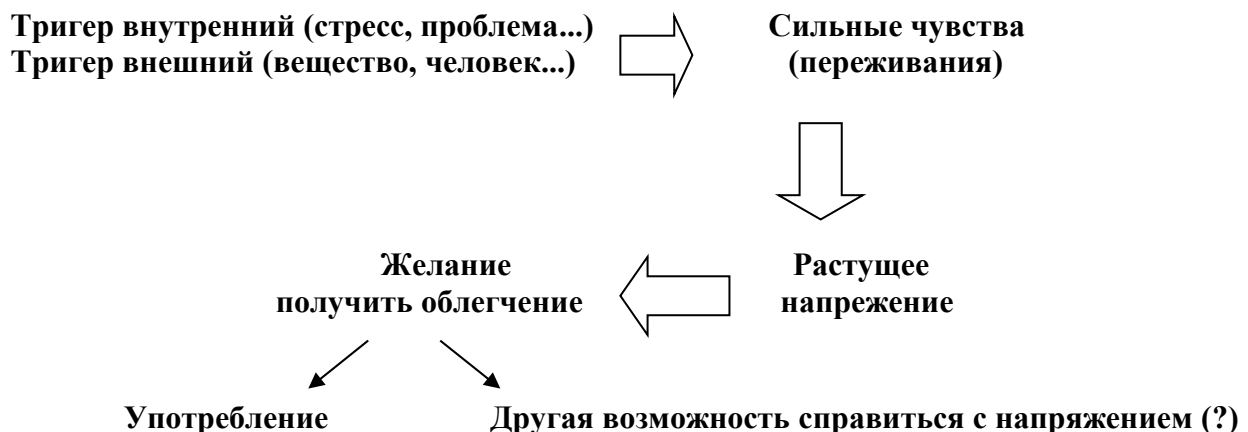 Тригер внутренний (стресс, проблема...)
Тригер внешний (вещество, человек...)
Сильные чувства
(переживания)
Растущее
напрежение
Желание
получить облегчение
Употребление
Другая возможность справиться с напряжением (?)